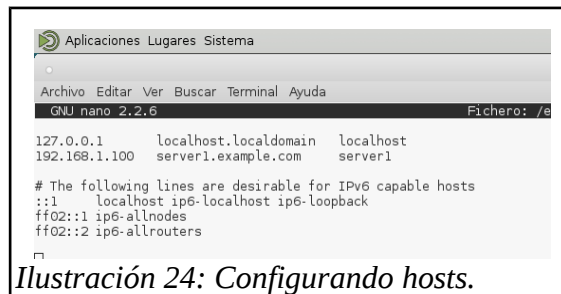 Aplicaciones Lugares Sistema
Archivo Editar Ver Buscar Terminal Ayuda
GNU nano 2.2.6 Fichero: /e
127.0.0.1 localhost.localdomain localhost
192.168.1.100 server1.example.com server1
# The following lines are desirable for IPv6 capable hosts
::1 localhost ip6-localhost ip6-loopback
ff02::1 ip6-allnodes
ff02::2 ip6-allrouters
Ilustración 24: Configurando hosts.